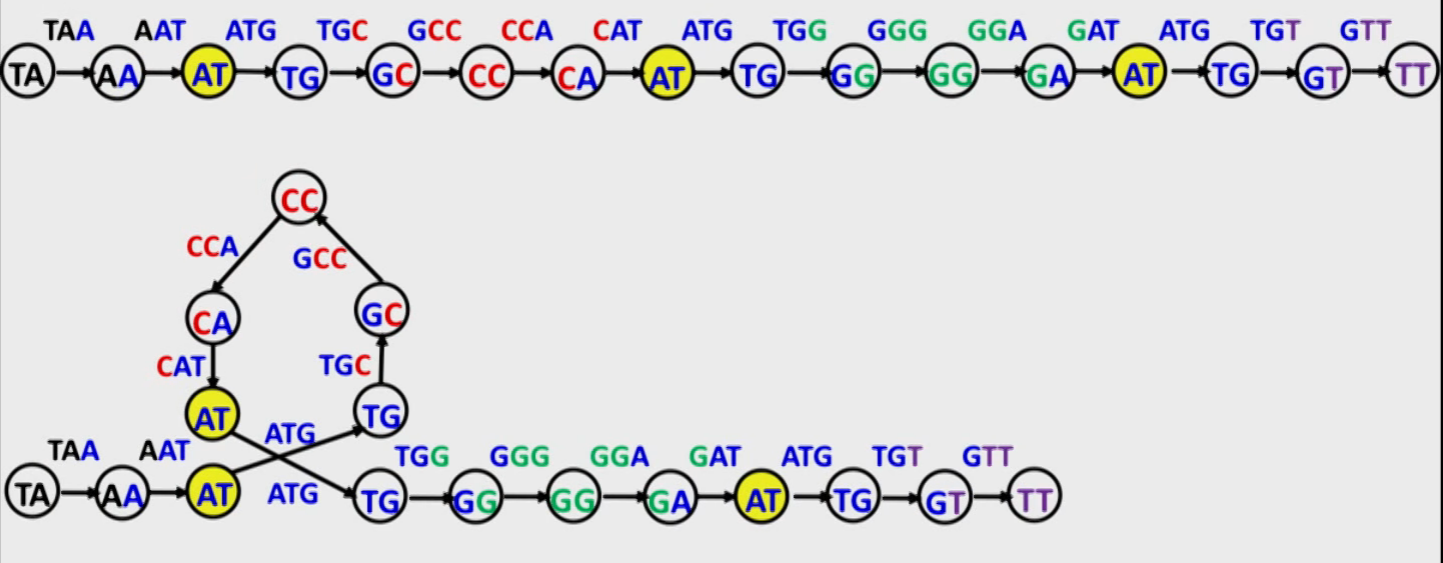 TAA AAT ATG TGC GCC CCA CAT ATG TGG GGG GGA GAT ATG TGT GTT
TA AA AT TG GC CC CA AT TG GG GG GA AT TG GT TT
CC
CCA GCC
CA GC
CAT TGC
AT TG
ATG
TAA AAT TGG GGG GGA GAT ATG TGT GTT
TA AA AT ATG TG GG GG GA AT TG GT TT